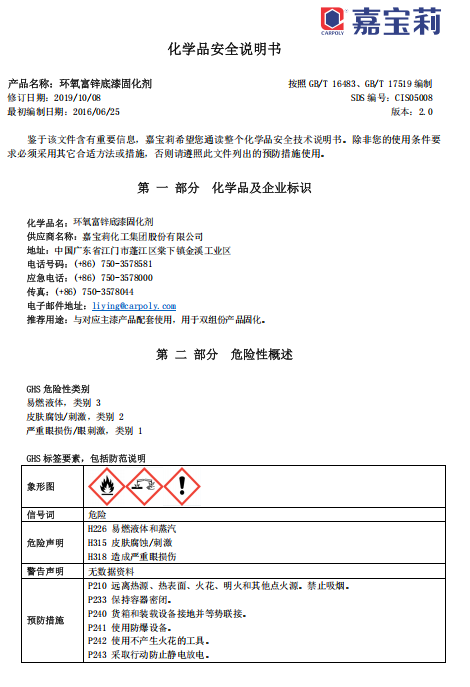 CARPOLY
嘉宝莉
化学品安全说明书
产品名称：环氧富锌底漆固化剂 按照 GB/T 16483、GB/T 17519 编制
修订日期：2019/10/08 SDS 编号：CIS05008
最初编制日期：2016/06/25 版本：2.0
鉴于该文件含有重要信息，嘉宝莉希望您通读整个化学品安全技术说明书。除非您的使用条件要
求必须采用其它合适方法或措施，否则请遵照此文件列出的预防措施使用。
第 一 部分 化学品及企业标识
化学品名：环氧富锌底漆固化剂
供应商名称：嘉宝莉化工集团股份有限公司
地址：中国广东省江门市蓬江区棠下镇金溪工业区
电话号码：(+86) 750-3578581
应急电话：(+86) 750-3578000
传真：(+86) 750-3578044
电子邮件地址：liying@carpoly.com
推荐用途：与对应主漆产品配套使用，用于双组份产品固化。
第 二 部分 危险性概述
GHS 危险性类别
易燃液体，类别 3
皮肤腐蚀/刺激，类别 2
严重眼损伤/眼刺激，类别 1
GHS 标签要素，包括防范说明
象形图
信号词 危险
危险声明 H226 易燃液体和蒸汽
H315 皮肤腐蚀/刺激
H318 造成严重眼损伤
警告声明 无数据资料
预防措施 P210 远离热源、热表面、火花、明火和其他点火源。禁止吸烟。
P233 保持容器密闭。
P240 货箱和装载设备接地并等势联接。
P241 使用防爆设备。
P242 使用不产生火花的工具。
P243 采取行动防止静电放电。